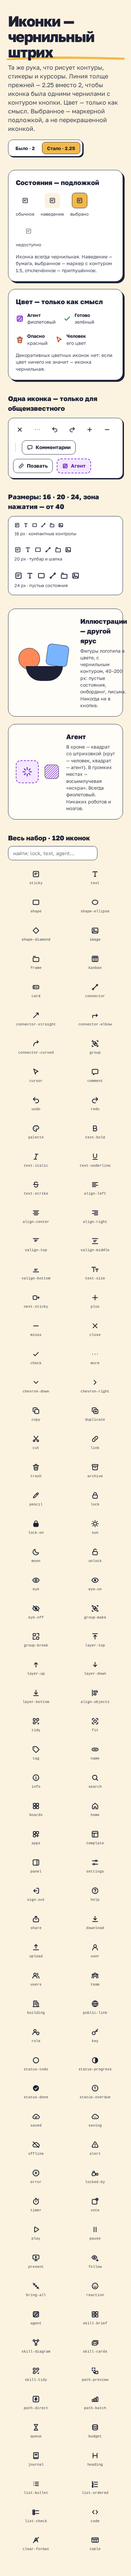 Иконки —
чернильный
штрих
Та же рука, что рисует контуры,
стикеры и курсоры. Линия толще
прежней — 2.25 вместо 2, чтобы
иконка была одними чернилами с
контуром кнопки. Цвет — только как
смысл. Выбранное — маркерной
подложкой, а не перекрашенной
иконкой.
Было · 2
Стало · 2.25
Состояния — подложкой
обычное
наведение
выбрано
недоступно
Иконка всегда чернильная. Наведение —
бумага, выбранное — маркер с контуром
1.5, отключённое — приглушённое.
Цвет — только как смысл
Агент
фиолетовый
Готово
зелёный
Опасно
красный
Человек
его цвет
Декоративных цветных иконок нет: если
цвет ничего не значит — иконка
чернильная.
Одна иконка — только для
общеизвестного
Комментарии
Позвать
Агент
Размеры: 16 · 20 · 24, зона
нажатия — от 40
16 px · компактные контролы
20 px · тулбар и шапка
24 px · пустые состояния
Иллюстрации
— другой
ярус
Фигуры в
цвете, с
чернильным
контуром, 40–200
px: пустые
состояния,
онбординг, письма.
Никогда не в
кнопке.
Агент
В хроме — квадрат
со штриховкой (круг
— человек, квадрат
— агент). В прямых
местах —
восьмилучевая
«искра». Всегда
фиолетовый.
Никаких роботов и
мозгов.
Весь набор · 120 иконок
найти: lock, text, agent…
sticky
text
shape
shape-ellipse
shape-diamond
image
frame
kanban
card
connector
connector-straight
connector-elbow
connector-curved
group
cursor
comment
undo
redo
palette
text-bold
text-italic
text-underline
text-strike
align-left
align-center
align-right
valign-top
valign-middle
valign-bottom
text-size
next-sticky
plus
minus
close
check
more
chevron-down
chevron-right
copy
duplicate
cut
link
trash
archive
pencil
lock
lock-on
sun
moon
unlock
eye
eye-on
eye-off
group-make
group-break
layer-top
layer-up
layer-down
layer-bottom
align-objects
tidy
fit
tag
name
info
search
boards
home
apps
template
panel
settings
sign-out
help
share
download
upload
user
users
team
building
public-link
role
key
status-todo
status-progress
status-done
status-overdue
saved
saving
offline
alert
error
locked-by
timer
vote
play
pause
present
follow
bring-all
reaction
agent
skill-brief
skill-diagram
skill-cards
skill-tidy
path-preview
path-direct
path-batch
queue
budget
journal
heading
list-bullet
list-ordered
list-check
code
clear-format
table